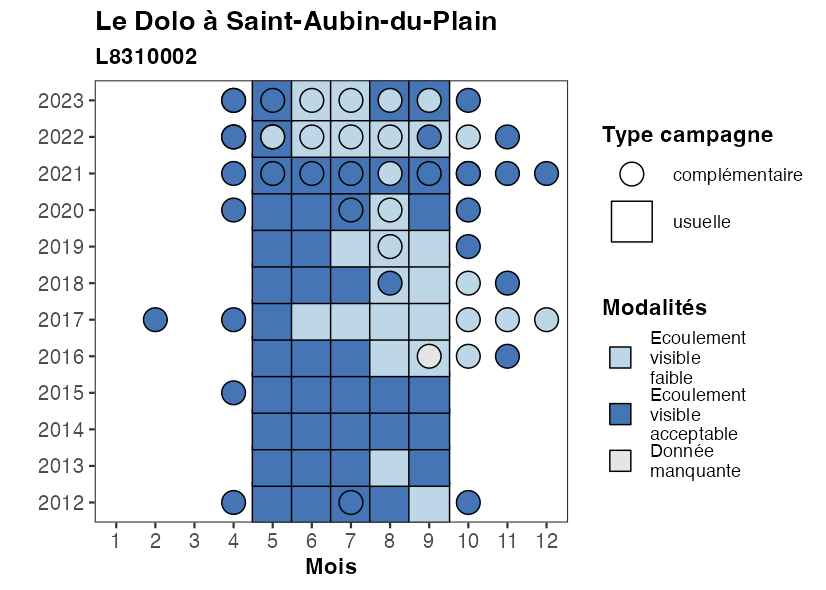 Le Dolo à Saint-Aubin-du-Plain
L8310002
2023
2022
2021
2020
2019
2018
2017
2016
2015
2014
2013
2012
1 2 3 4 5 6 7 8 9 10 11 12
Mois
Type campagne
complémentaire
usuelle
Modalités
Ecoulement
visible
faible
Ecoulement
visible
acceptable
Donnée
manquante